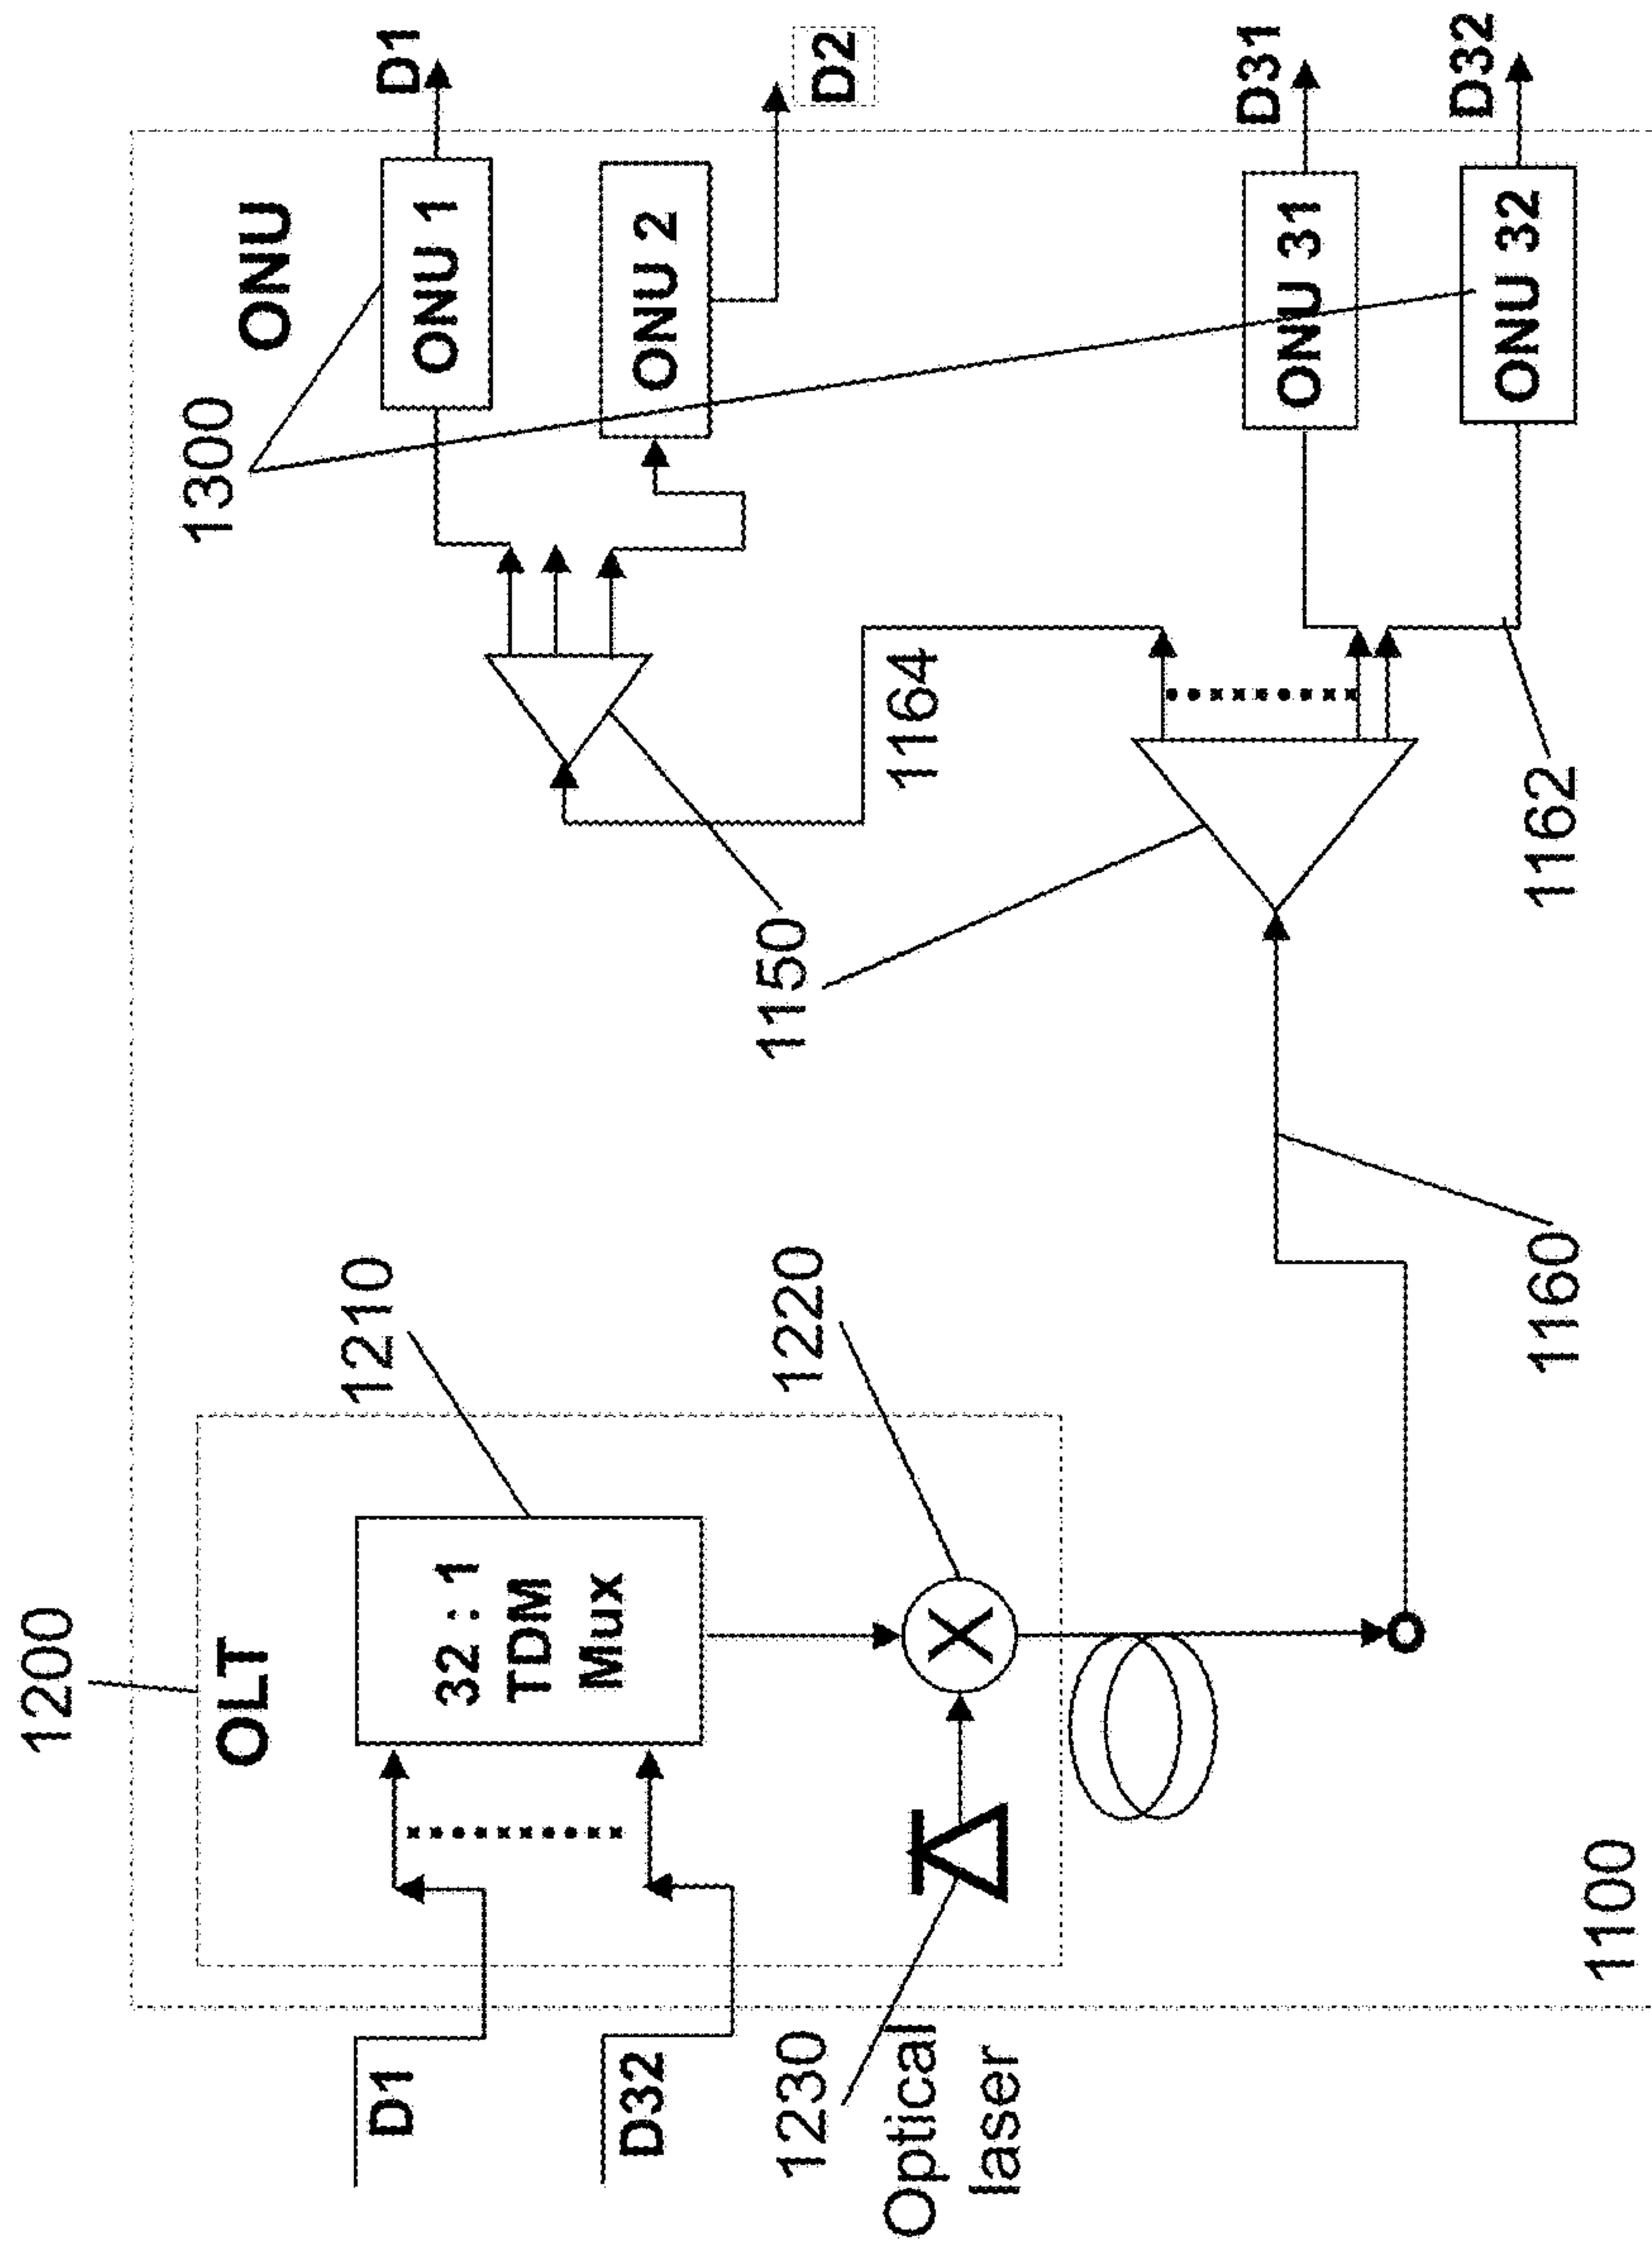 1200
OLT
1210
32 : 1
TDM
Mux
D1
D32
1220
1230
Optical
laser
1100
1160
1150
1164
1162
1300
ONU
ONU 1
D1
ONU 2
D2
ONU 31
D31
ONU 32
D32
X